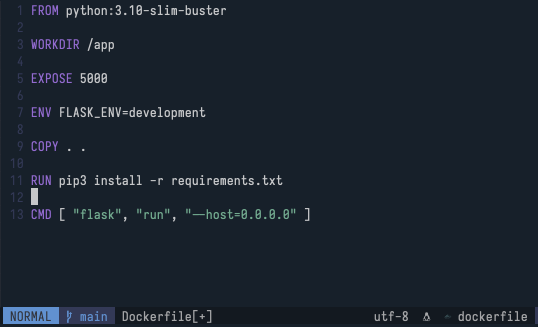 1 FROM python:3.10-slim-buster
2
3 WORKDIR /app
4
5 EXPOSE 5000
6
7 ENV FLASK_ENV=development
8
9 COPY . .
10
11 RUN pip3 install -r requirements.txt
12
13 CMD [ "flask", "run", "--host=0.0.0.0" ]
NORMAL main Dockerfile[+] utf-8 dockerfile